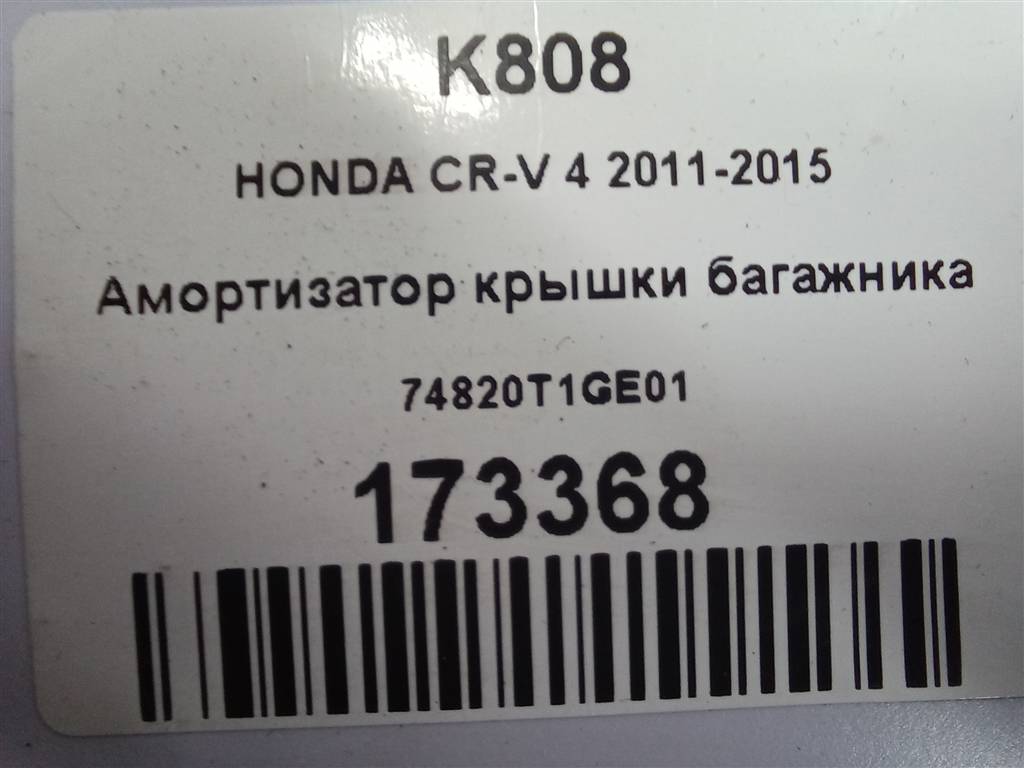 K808
HONDA CR-V 4 2011-2015
Амортизатор крышки багажника
74820T1GE01
173368